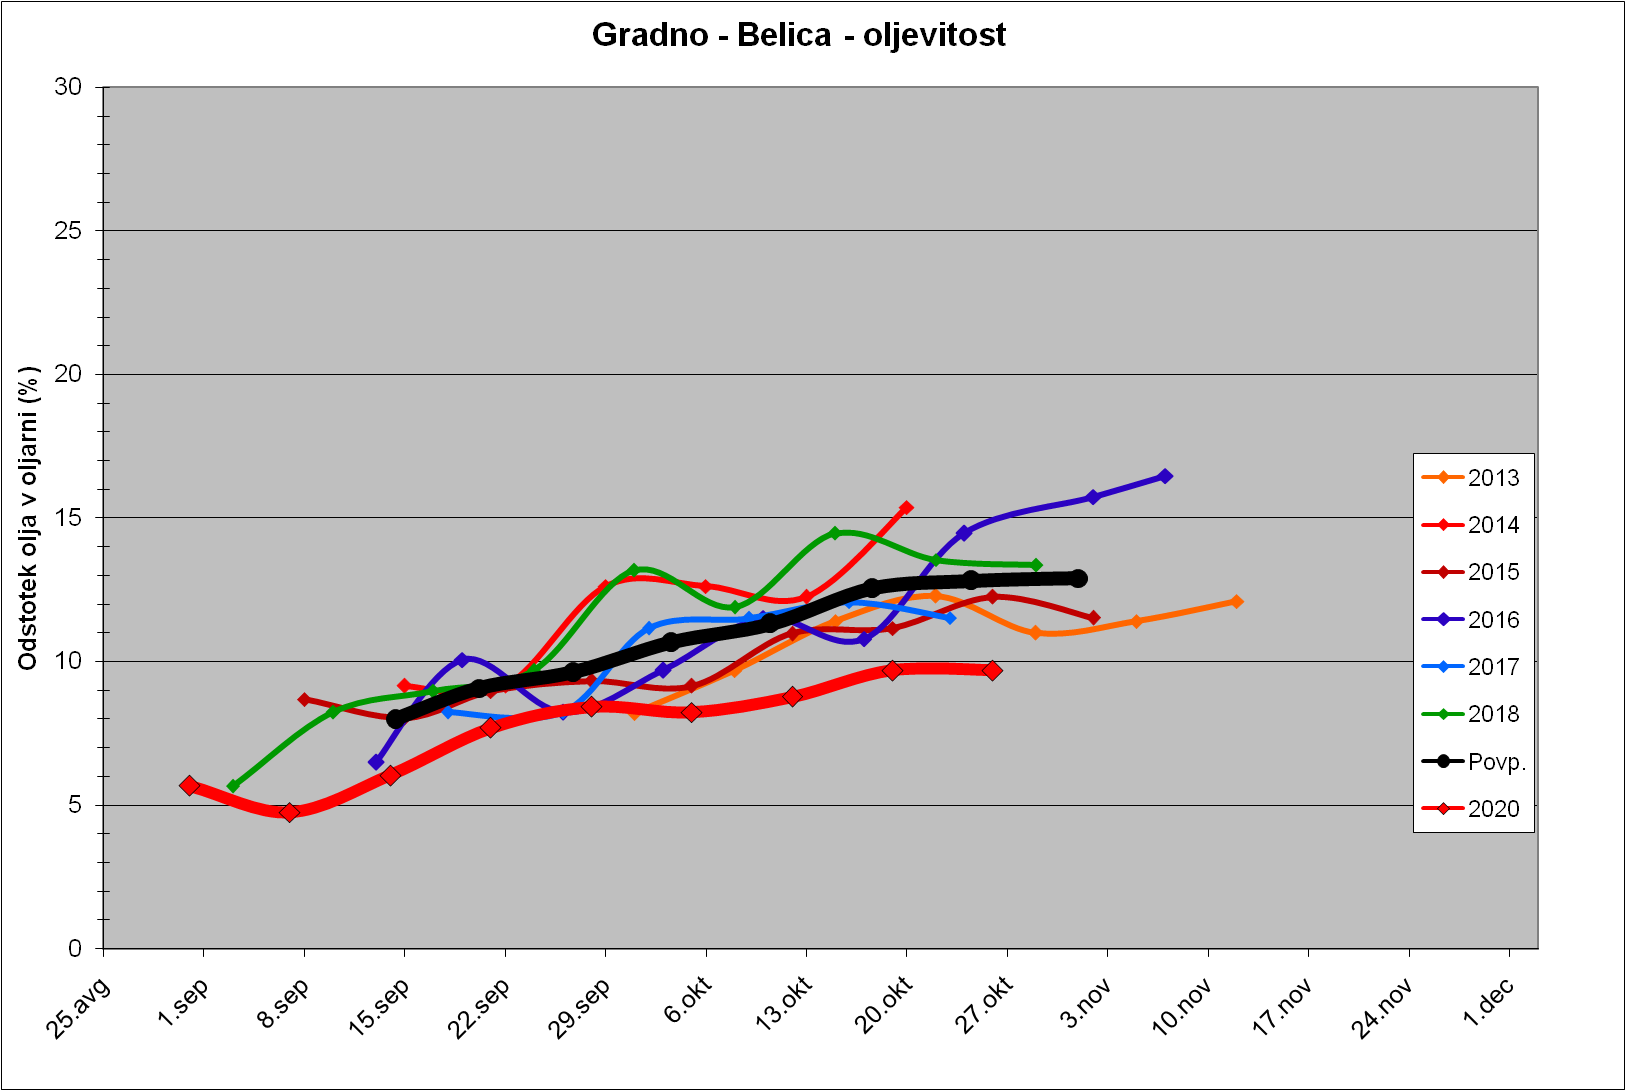 Gradno - Belica - oljevitost
Odstotek olja v oljarni (%)
30
25
20
15
10
5
0
25.avg
1.sep
8.sep
15.sep
22.sep
29.sep
6.okt
13.okt
20.okt
27.okt
3.nov
10.nov
17.nov
24.nov
1.dec
2013
2014
2015
2016
2017
2018
Povp.
2020